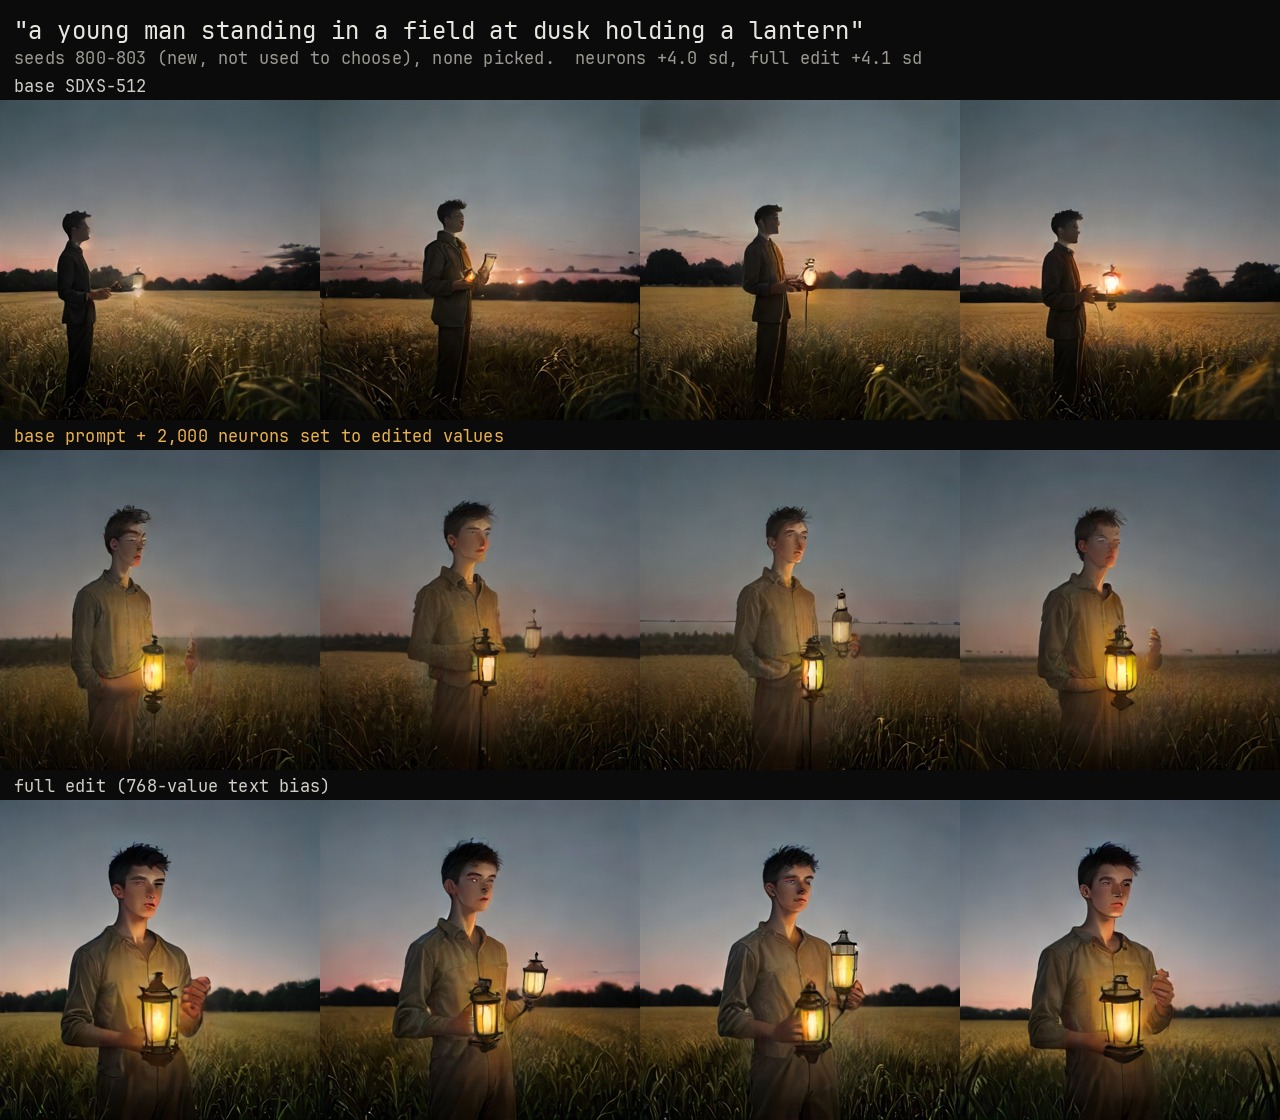 "a young man standing in a field at dusk holding a lantern"
seeds 800-803 (new, not used to choose), none picked.  neurons +4.0 sd, full edit +4.1 sd
base SDXS-512
base prompt + 2,000 neurons set to edited values
full edit (768-value text bias)